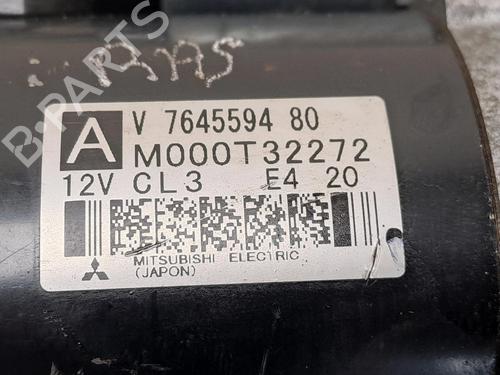 B-PARTS
A
V 7645594 80
M000T32272
12V CL3 E4 20
MITSUBISHI ELECTRIC
(JAPON)